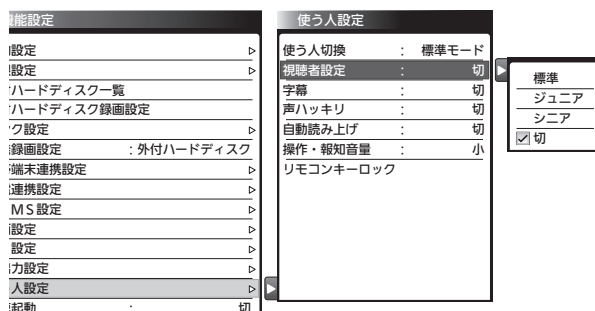 能設定
設定
設定
ハードディスク一覧
ハードディスク録画設定
ク設定
録画設定 : 外付ハードディスク
端末連携設定
連携設定
MS設定
設定
設定
力設定
人設定
起動 : 切
使う人設定
使う人切換 : 標準モード
視聴者設定 : 切
字幕 : 切
声ハッキリ : 切
自動読み上げ : 切
操作・報知音量 : 小
リモコンキーロック
標準
ジュニア
シニア
切